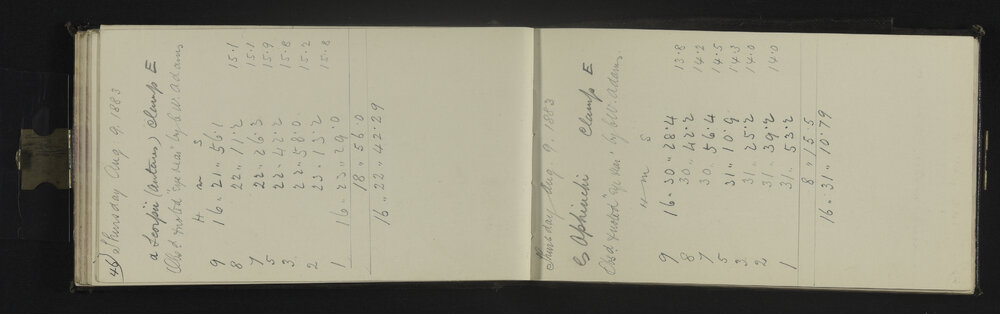 46) Thursday Aug 9. 1883
α Scorpii (Antares) Clamp E
Obsd & noted "Eye & Ear" by C W. Adams
H m S
9 16 " 21 " 56.1
8 22 " 11.2 15.1
7 22 " 26.3 15.1
5 22 " 42.2 15.9
3 22 " 58.0 15.8
2 23 " 13.2 15.2
1 16 " 23 " 29.0 15.8
18 " 56.0
16 " 22 " 42.29
Thursday Aug. 9. 1883
ζ Ophiuchi Clamp E
Obsd & noted Eye & Ear by C W. Adams
H m S
9 16 " 30 " 28.4
8 30 " 42.2 13.8
7 30 . 56.4 14.2
5 31 " 10.9 14.5
3 31 . 25.2 14.3
2 31 . 39.2 14.0
1 31 . 53.2 14.0
8 " 15.5
16 " 31 " 10.79